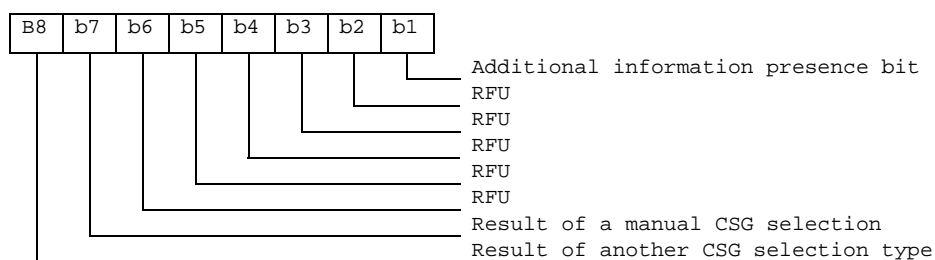 B8 b7 b6 b5 b4 b3 b2 b1
Additional information presence bit
RFU
RFU
RFU
RFU
RFU
Result of a manual CSG selection
Result of another CSG selection type